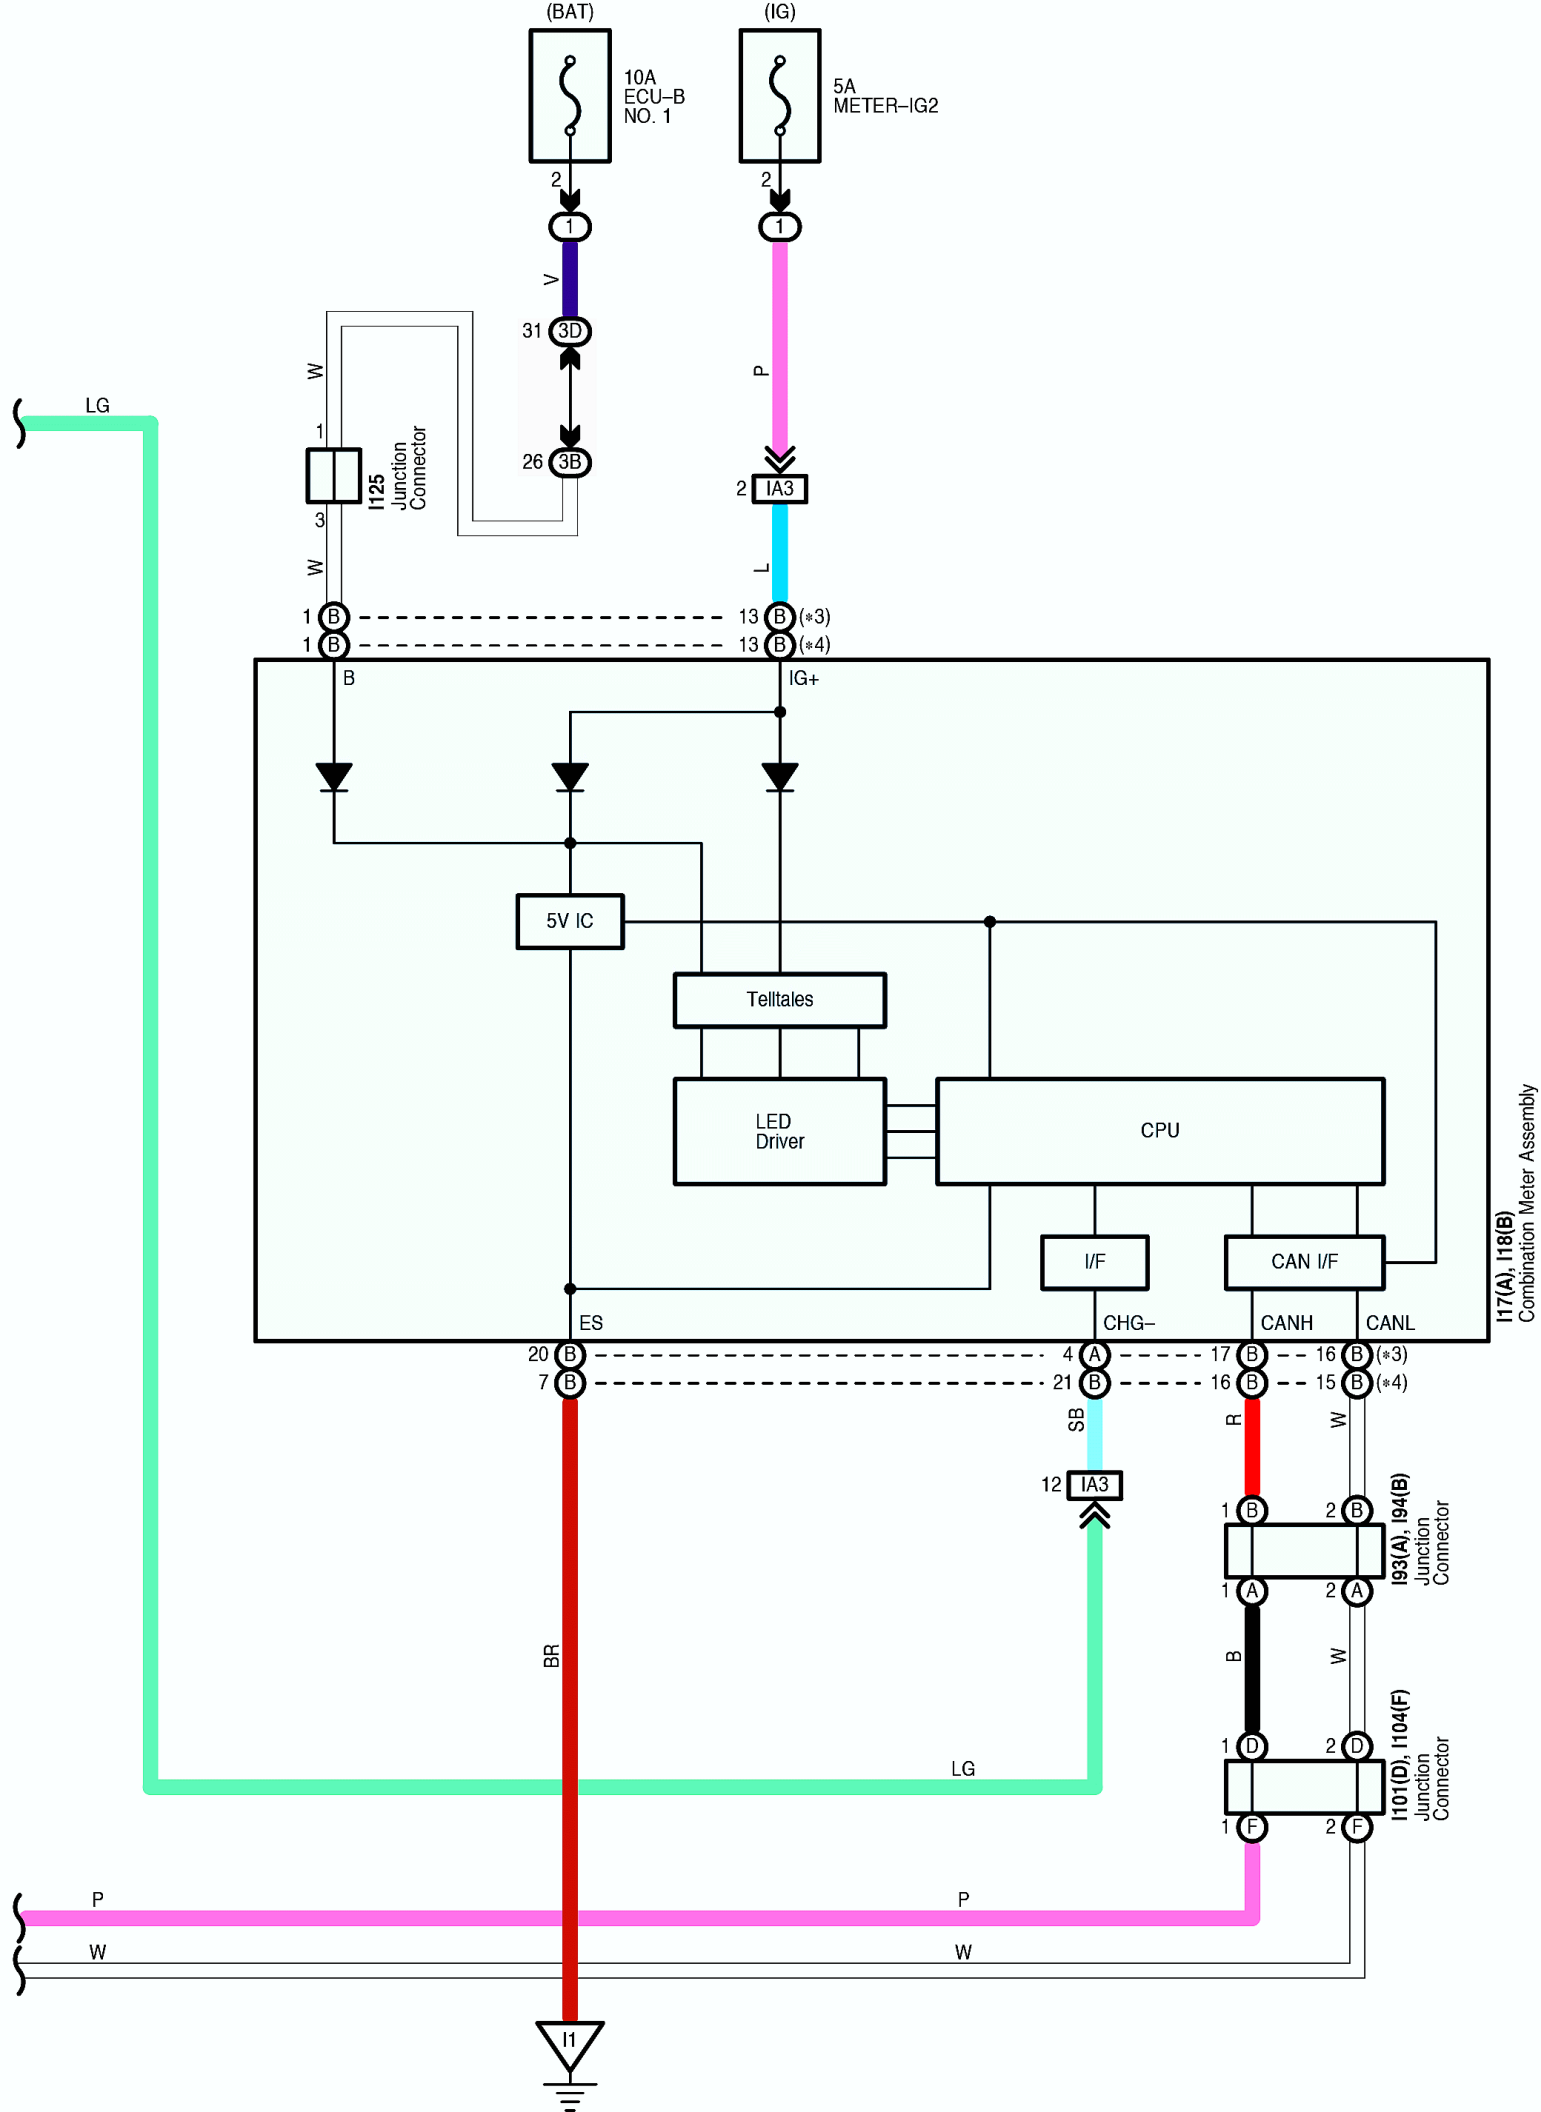 (BAT)
(IG)
10A
ECU–B
NO. 1
5A
METER–IG2
2
2
1
1
V
31
3D
W
P
LG
1
I125
Junction
Connector
26
3B
2
IA3
3
W
L
1
B
13
B
(*3)
1
B
13
B
(*4)
B
IG+
5V IC
Telltales
LED
Driver
CPU
I17(A), I18(B)
Combination Meter Assembly
I/F
CAN I/F
ES
CHG–
CANH
CANL
20
B
4
A
17
B
16
B
(*3)
7
B
21
B
16
B
15
B
(*4)
SB
R
W
12
IA3
1
B
2
B
I93(A), I94(B)
Junction
Connector
1
A
2
A
BR
B
W
1
D
2
D
I101(D), I104(F)
Junction
Connector
LG
1
F
2
F
P
P
W
W
I1